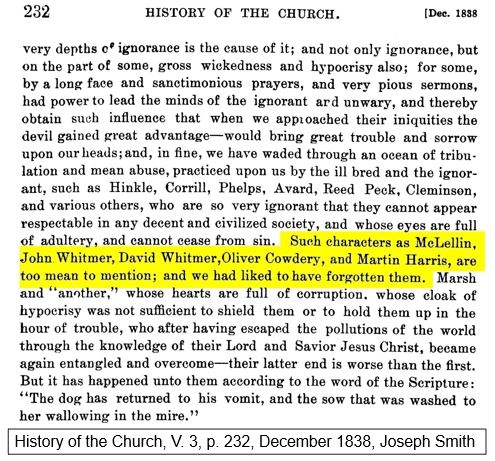 232 HISTORY OF THE CHURCH. [Dec. 1838
very depths of ignorance is the cause of it; and not only ignorance, but
on the part of some, gross wickedness and hypocrisy also; for some,
by a long face and sanctimonious prayers, and very pious sermons,
had power to lead the minds of the ignorant and unwary, and thereby
obtain such influence that when we approached their iniquities the
devil gained great advantage—would bring great trouble and sorrow
upon our heads; and, in fine, we have waded through an ocean of tribu-
lation and mean abuse, practiced upon us by the ill bred and the ignor-
ant, such as Hinkle, Corrill, Phelps, Avard, Reed Peck, Cleminson,
and various others, who are so very ignorant that they cannot appear
respectable in any decent and civilized society, and whose eyes are full
of adultery, and cannot cease from sin. Such characters as McLellin,
John Whitmer, David Whitmer, Oliver Cowdery, and Martin Harris, are
too mean to mention; and we had liked to have forgotten them. Marsh
and "another," whose hearts are full of corruption, whose cloak of
hypocrisy was not sufficient to shield them or to hold them up in the
hour of trouble, who after having escaped the pollutions of the world
through the knowledge of their Lord and Savior Jesus Christ, became
again entangled and overcome—their latter end is worse than the first.
But it has happened unto them according to the word of the Scripture:
"The dog has returned to his vomit, and the sow that was washed to
her wallowing in the mire."
History of the Church, V. 3, p. 232, December 1838, Joseph Smith